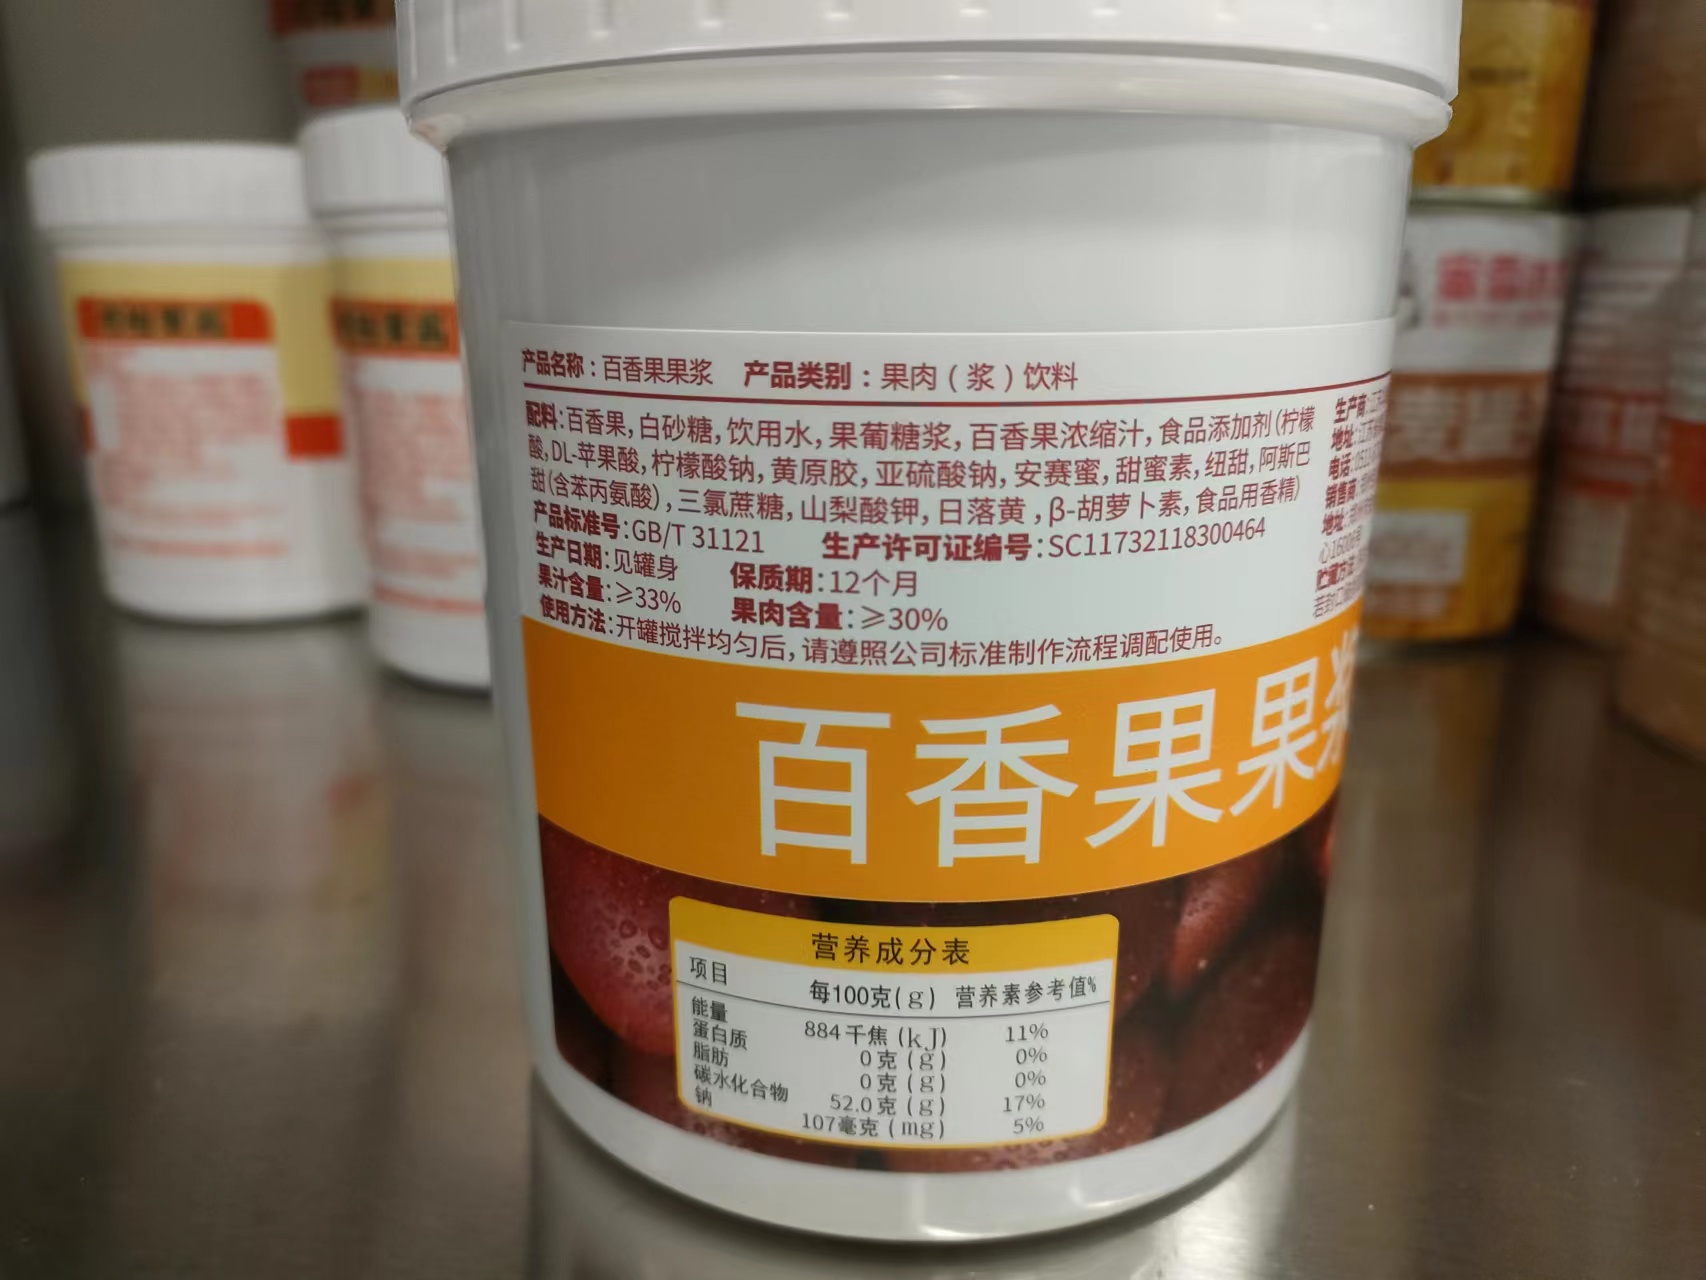 产品名称：百香果果浆 产品类别：果肉（浆）饮料
配料：百香果，白砂糖，饮用水，果葡糖浆，百香果浓缩汁，食品添加剂（柠檬
酸，DL-苹果酸，柠檬酸钠，黄原胶，亚硫酸钠，安赛蜜，甜蜜素，纽甜，阿斯巴
甜（含苯丙氨酸），三氯蔗糖，山梨酸钾，日落黄，β-胡萝卜素，食品用香精）
产品标准号：GB/T 31121 生产许可证编号：SC11732118300464
生产日期：见罐身 保质期：12个月
果汁含量：≥33% 果肉含量：≥30%
使用方法：开罐搅拌均匀后，请遵照公司标准制作流程调配使用。
生产商：江
地址：江苏
电话：051
销售商：
地址：
贮藏方法：
百香果果浆
营养成分表
项目 每100克(g) 营养素参考值%
能量 884千焦(kJ) 11%
蛋白质 0克(g) 0%
脂肪 0克(g) 0%
碳水化合物 52.0克(g) 17%
钠 107毫克(mg) 5%